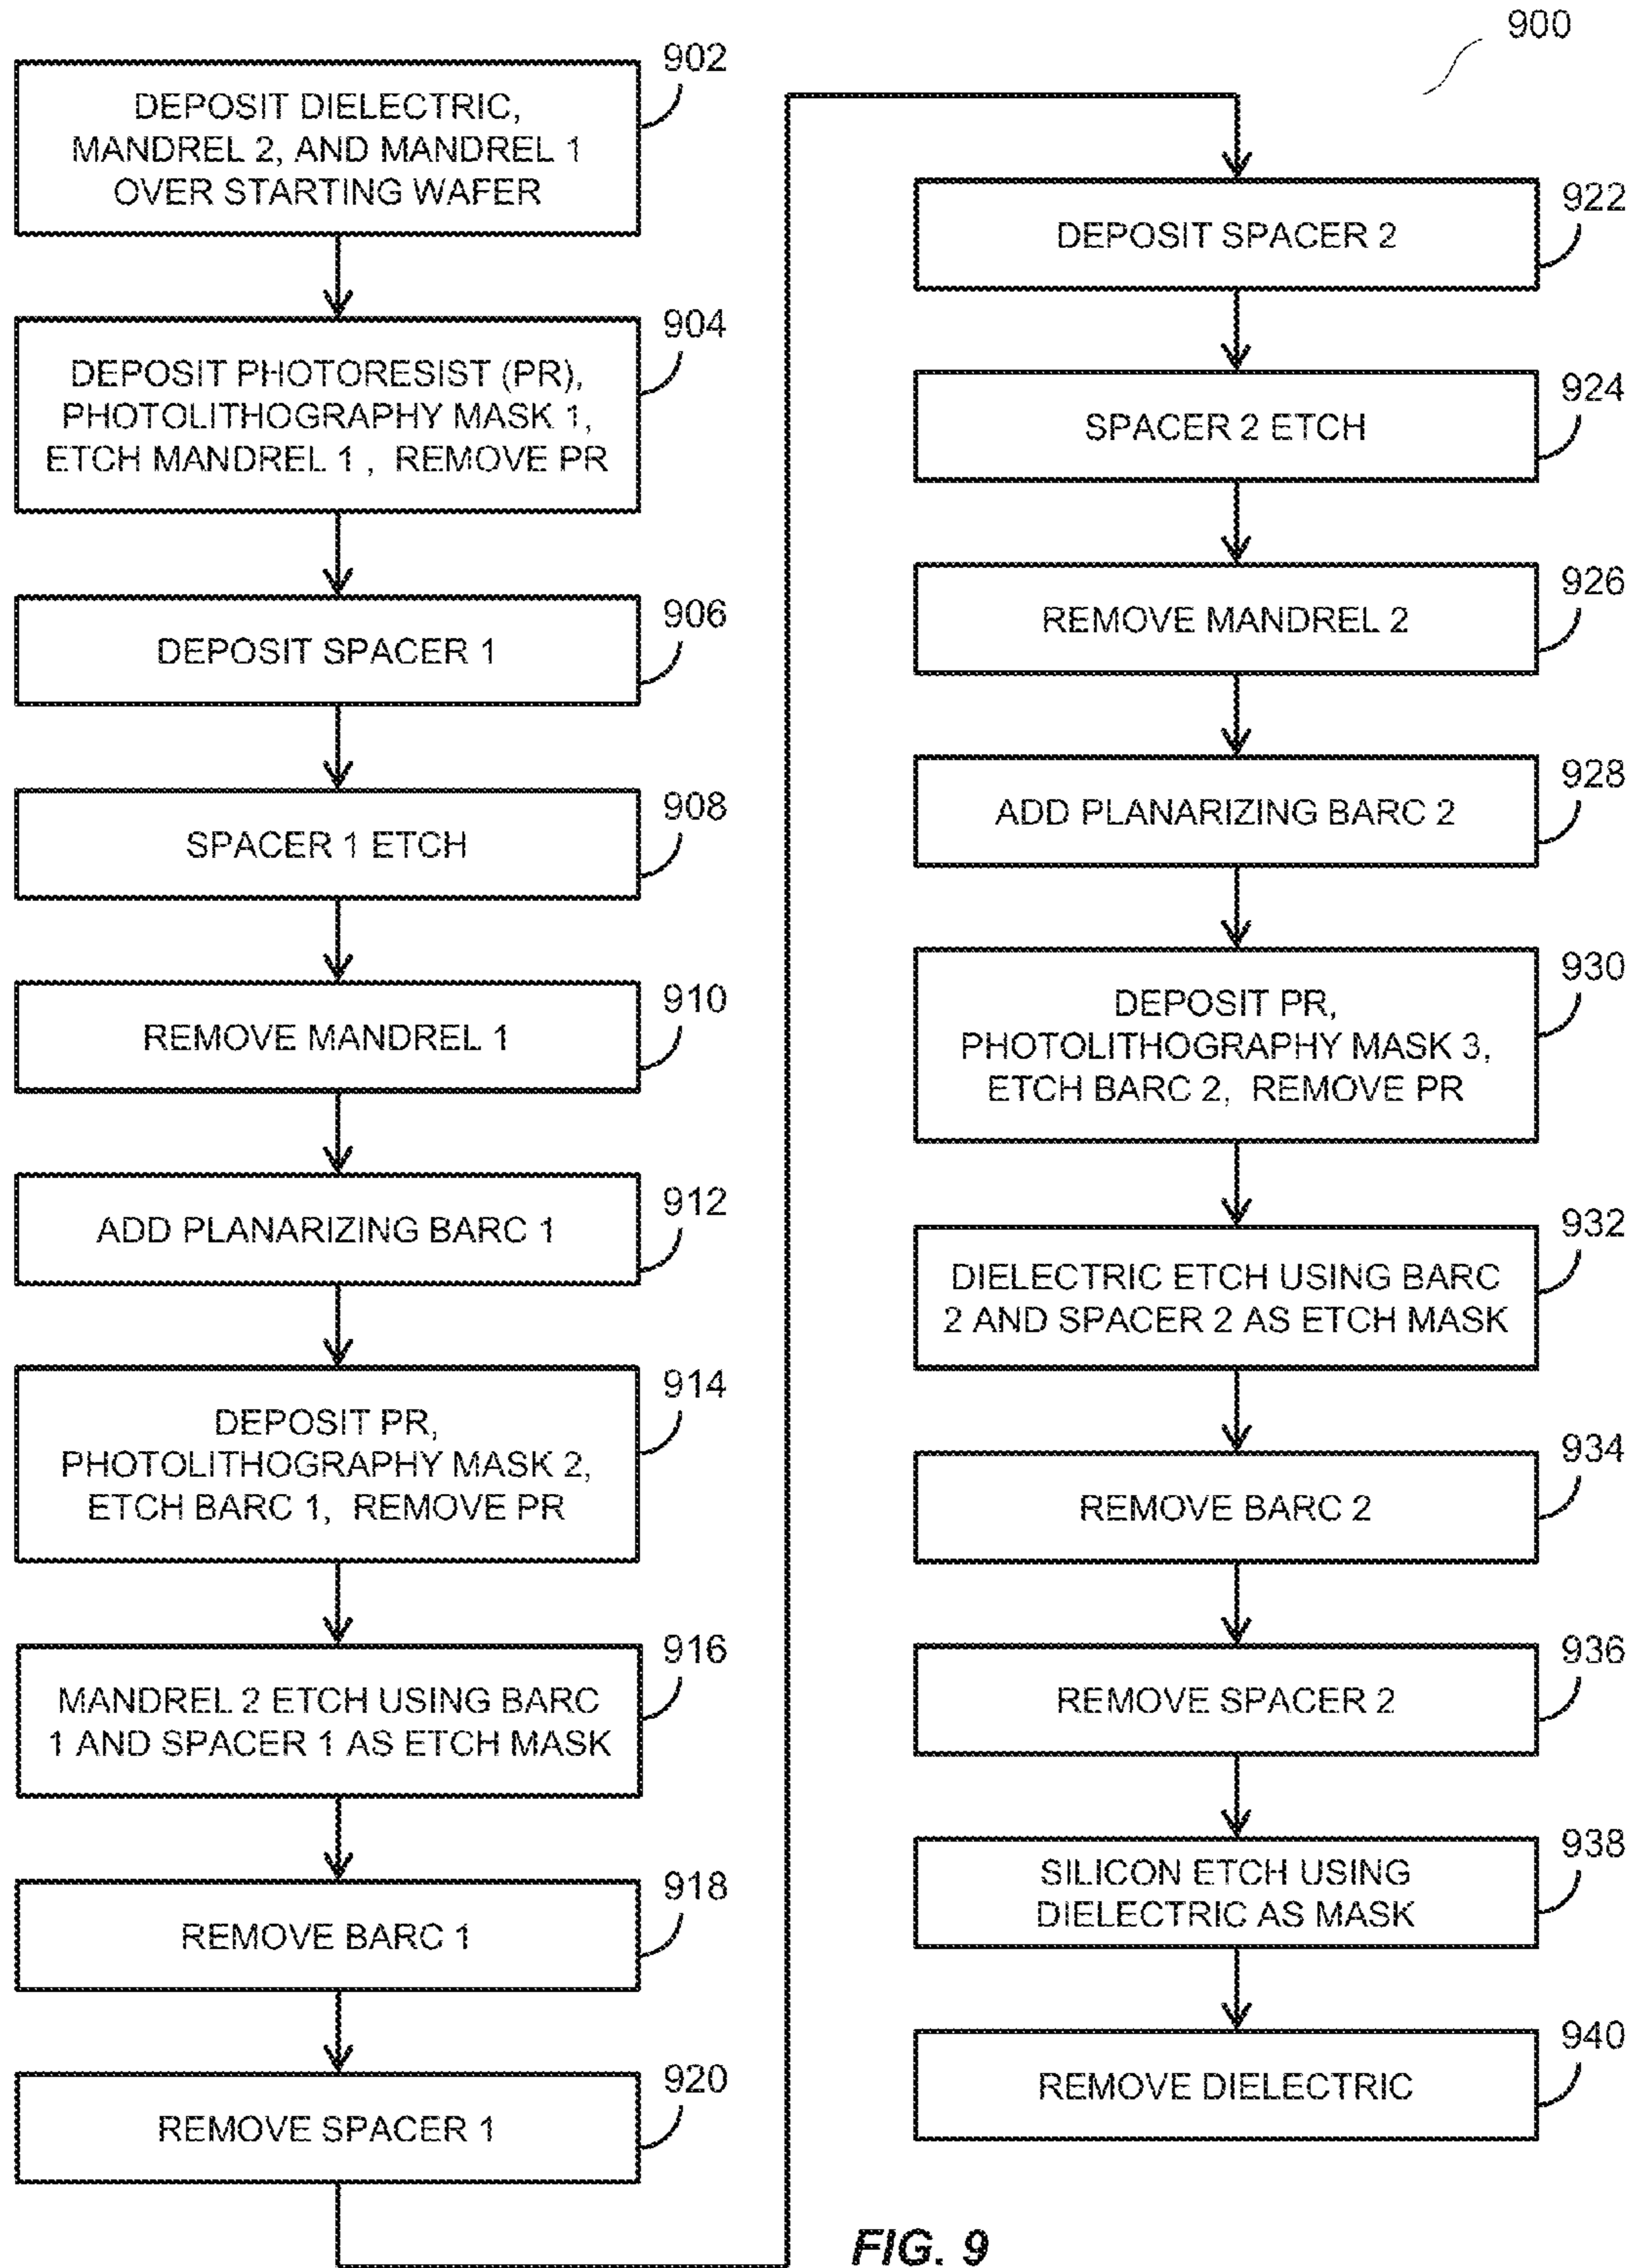 900
902
DEPOSIT DIELECTRIC,
MANDREL 2, AND MANDREL 1
OVER STARTING WAFER
904
DEPOSIT PHOTORESIST (PR),
PHOTOLITHOGRAPHY MASK 1,
ETCH MANDREL 1 , REMOVE PR
906
DEPOSIT SPACER 1
908
SPACER 1 ETCH
910
REMOVE MANDREL 1
912
ADD PLANARIZING BARC 1
914
DEPOSIT PR,
PHOTOLITHOGRAPHY MASK 2,
ETCH BARC 1, REMOVE PR
916
MANDREL 2 ETCH USING BARC
1 AND SPACER 1 AS ETCH MASK
918
REMOVE BARC 1
920
REMOVE SPACER 1
922
DEPOSIT SPACER 2
924
SPACER 2 ETCH
926
REMOVE MANDREL 2
928
ADD PLANARIZING BARC 2
930
DEPOSIT PR,
PHOTOLITHOGRAPHY MASK 3,
ETCH BARC 2, REMOVE PR
932
DIELECTRIC ETCH USING BARC
2 AND SPACER 2 AS ETCH MASK
934
REMOVE BARC 2
936
REMOVE SPACER 2
938
SILICON ETCH USING
DIELECTRIC AS MASK
940
REMOVE DIELECTRIC
FIG. 9